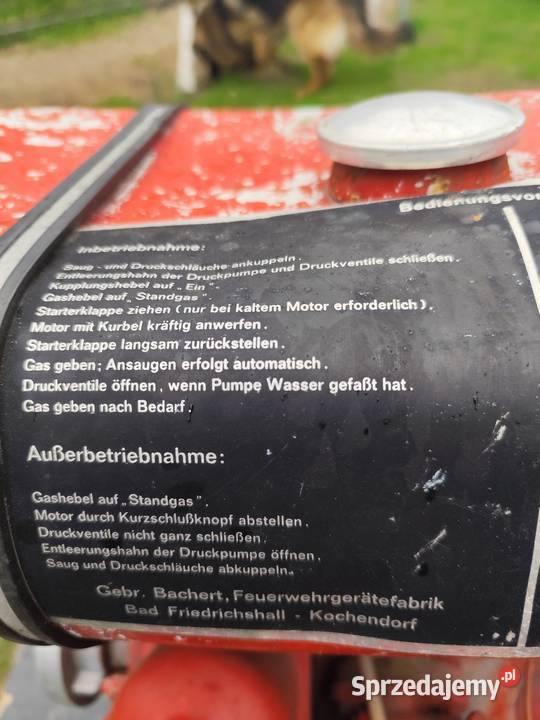 Bedienungsvor
Inbetriebnahme:
Saug - und Druckschläuche ankuppeln.
Entleerungshahn der Druckpumpe und Druckventile schließen.
Kupplungshebel auf „Ein".
Gashebel auf „Standgas".
Starterklappe ziehen (nur bei kaltem Motor erforderlich).
Motor mit Kurbel kräftig anwerfen.
Starterklappe langsam zurückstellen.
Gas geben; Ansaugen erfolgt automatisch.
Druckventile öffnen, wenn Pumpe Wasser gefaßt hat.
Gas geben nach Bedarf.
Außerbetriebnahme:
Gashebel auf „Standgas".
Motor durch Kurzschlußknopf abstellen.
Druckventile nicht ganz schließen.
Entleerungshahn der Druckpumpe öffnen.
Saug und Druckschläuche abkuppeln.
Gebr. Bachert, Feuerwehrgerätefabrik
Bad Friedrichshall - Kochendorf
Sprzedajemy.pl